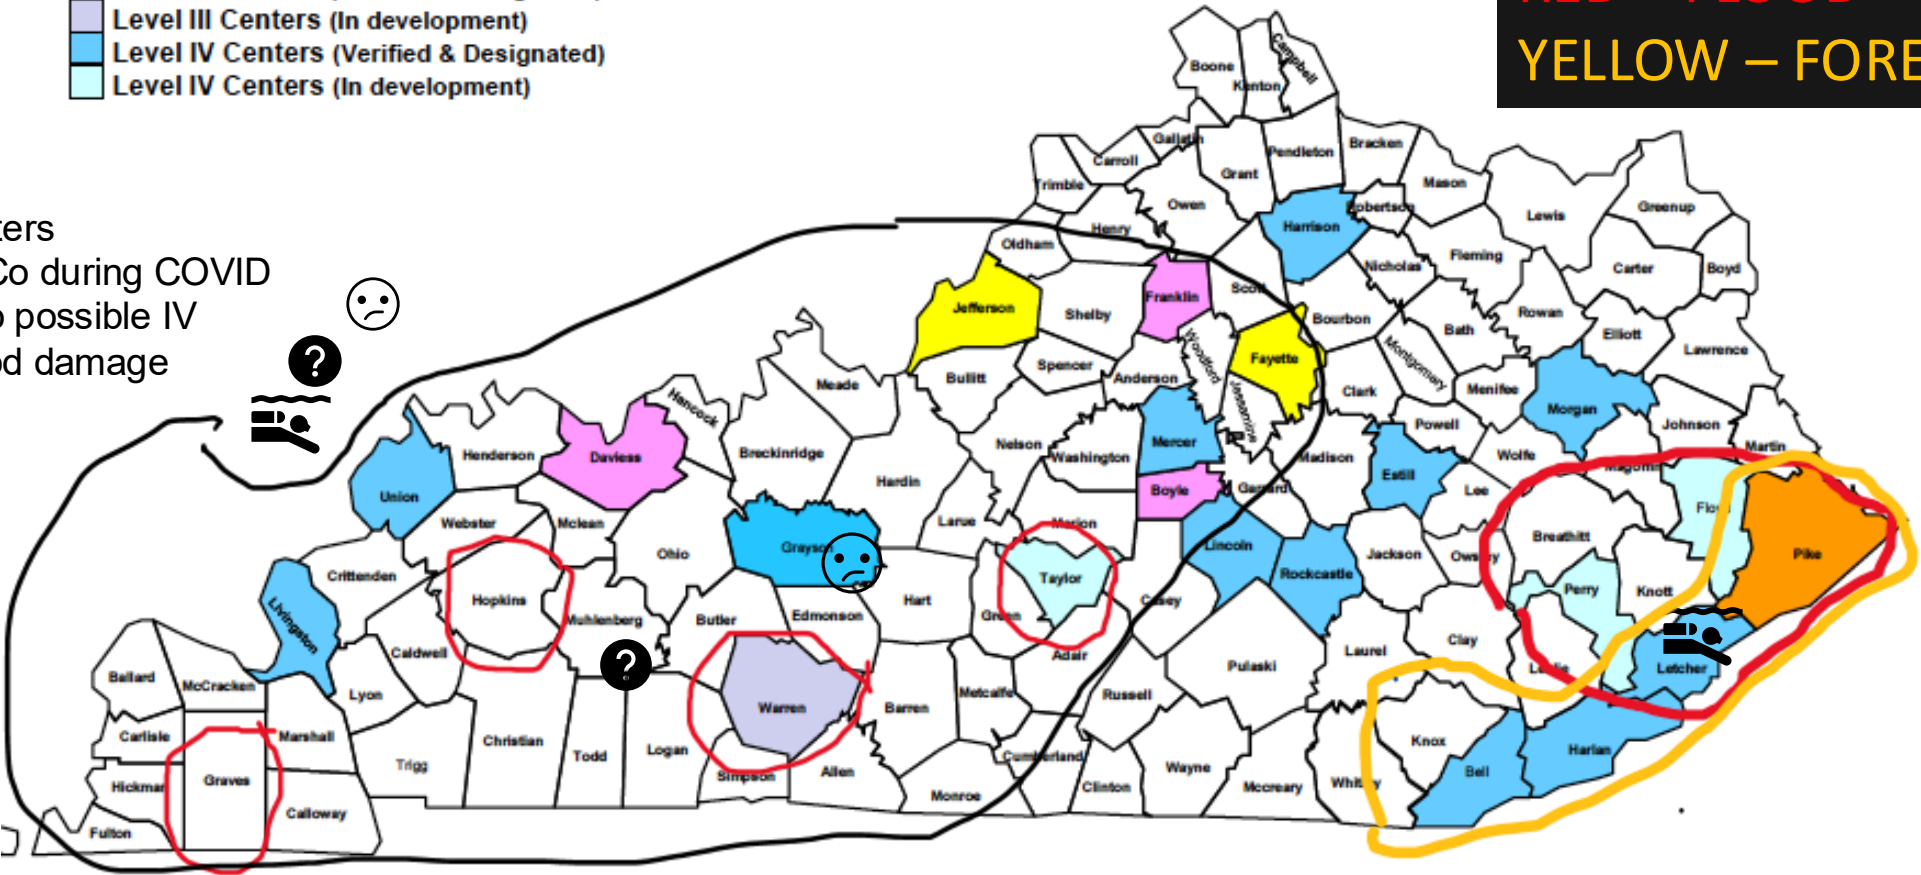 Level III Centers (In development)
Level IV Centers (Verified & Designated)
Level IV Centers (In development)
RED – FLOOD
YELLOW – FORE
ters
Co during COVID
o possible IV
od damage
?
?
Boone
Kenton
Campbell
Gallatin
Carroll
Trimble
Grant
Pendleton
Bracken
Mason
Owen
Robertson
Lewis
Greenup
Henry
Oldham
Harrison
Fleming
Nicholas
Carter
Boyd
Jefferson
Shelby
Franklin
Scott
Bourbon
Bath
Rowan
Elliott
Lawrence
Spencer
Anderson
Woodford
Fayette
Montgomery
Clark
Menifee
Morgan
Johnson
Martin
Bullitt
Meade
Hancock
Jessamine
Powell
Wolfe
Magoffin
Henderson
Daviess
Breckinridge
Nelson
Washington
Mercer
Madison
Estill
Lee
Union
Webster
Mclean
Hardin
Larue
Marion
Boyle
Garrard
Floyd
Ohio
Grayson
Lincoln
Rockcastle
Jackson
Owsley
Breathitt
Pike
Crittenden
Livingston
Hopkins
Muhlenberg
Butler
Edmonson
Hart
Green
Taylor
Casey
Perry
Knott
Caldwell
Adair
Pulaski
Laurel
Clay
Leslie
Letcher
Ballard
McCracken
Lyon
Warren
Barren
Metcalfe
Russell
Carlisle
Graves
Marshall
Christian
Todd
Logan
Simpson
Allen
Cumberland
Wayne
Knox
Harlan
Hickman
Trigg
Monroe
Clinton
Mccreary
Whitley
Bell
Fulton
Calloway